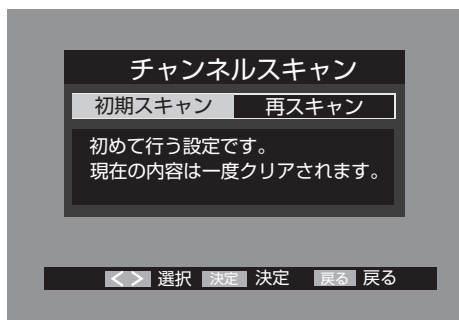 チャンネルスキャン
初期スキャン 再スキャン
初めて行う設定です。
現在の内容は一度クリアされます。
＜＞ 選択 決定 決定 戻る 戻る